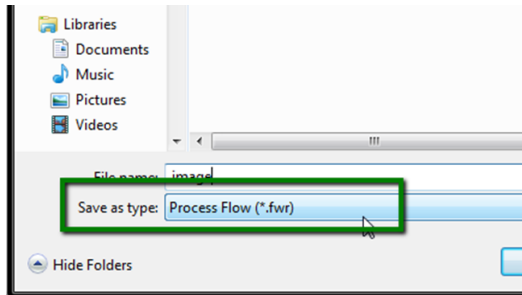 Libraries
Documents
Music
Pictures
Videos
File name: image
Save as type: Process Flow (*.fwr)
Hide Folders